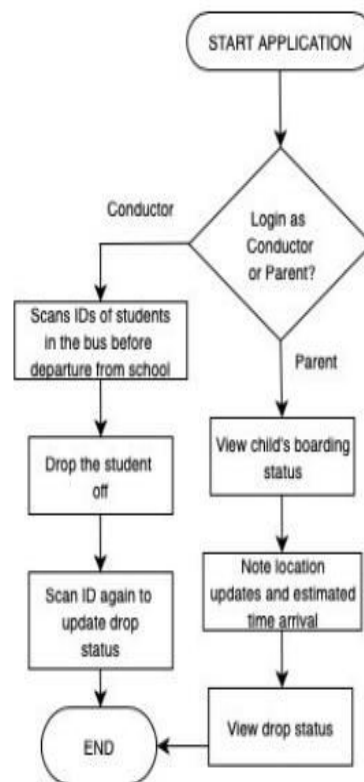 START APPLICATION
Conductor
Login as
Conductor
or Parent?
Scans IDs of students
in the bus before
departure from school
Parent
View child's boarding
status
Drop the student
off
Note location
updates and estimated
time arrival
Scan ID again to
update drop
status
View drop status
END